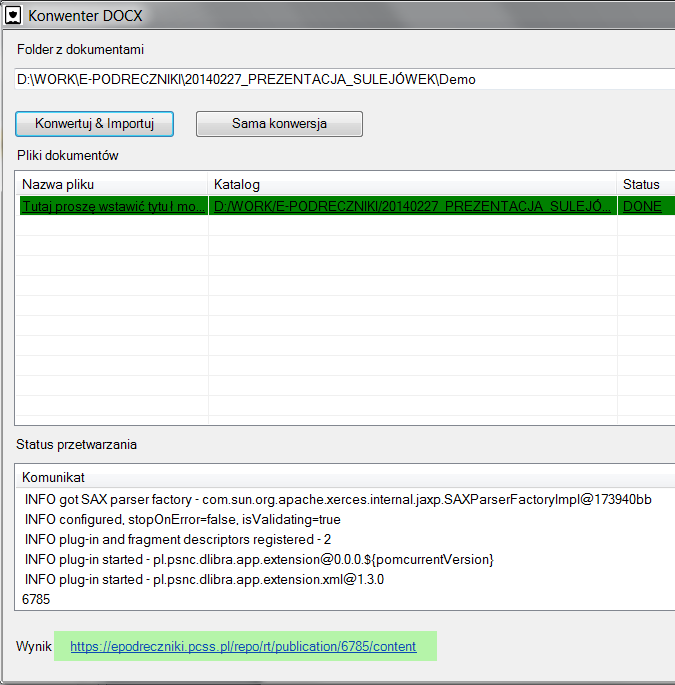 Konwenter DOCX
Folder z dokumentami
D:\WORK\E-PODRECZNIKI\20140227_PREZENTACJA_SULEJÓWEK\Demo
Konwertuj & Importuj Sama konwersja
Pliki dokumentów
Nazwa pliku Katalog Status
Tutaj proszę wstawić tytuł mo... D:/WORK/E-PODRECZNIKI/20140227_PREZENTACJA_SULEJÓ... DONE
Status przetwarzania
Komunikat
INFO got SAX parser factory - com.sun.org.apache.xerces.internal.jaxp.SAXParserFactoryImpl@173940bb
INFO configured, stopOnError=false, isValidating=true
INFO plug-in and fragment descriptors registered - 2
INFO plug-in started - pl.psnc.dlibra.app.extension@0.0.0.${pomcurrentVersion}
INFO plug-in started - pl.psnc.dlibra.app.extension.xml@1.3.0
6785
Wynik https://epodreczniki.pcss.pl/repo/rt/publication/6785/content